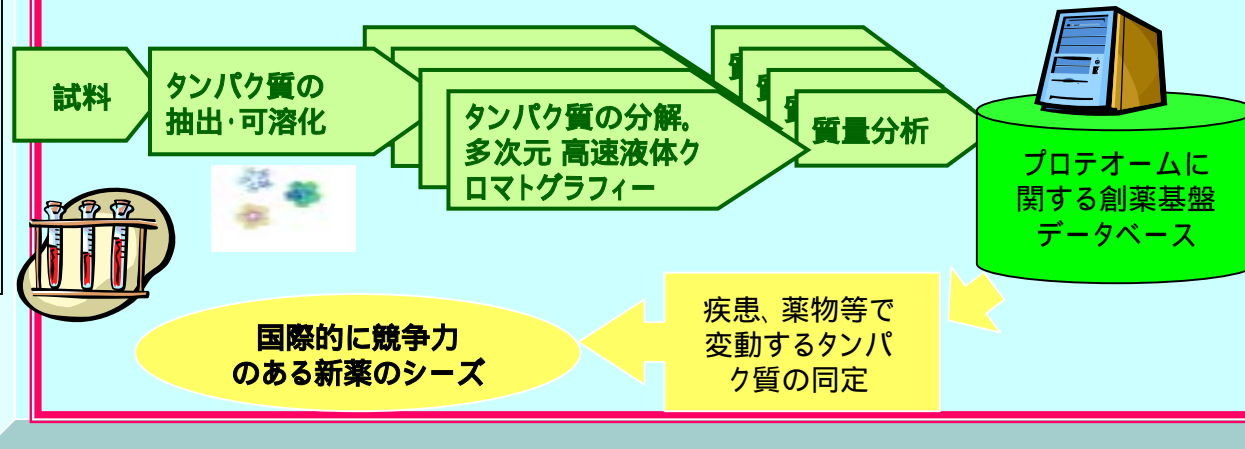 試料
タンパク質の
抽出・可溶化
タンパク質の分解,
多次元 高速液体ク
ロマトグラフィー
質
質
質
質量分析
プロテオームに
関する創薬基盤
データベース
疾患、薬物等で
変動するタンパ
ク質の同定
国際的に競争力
のある新薬のシーズ